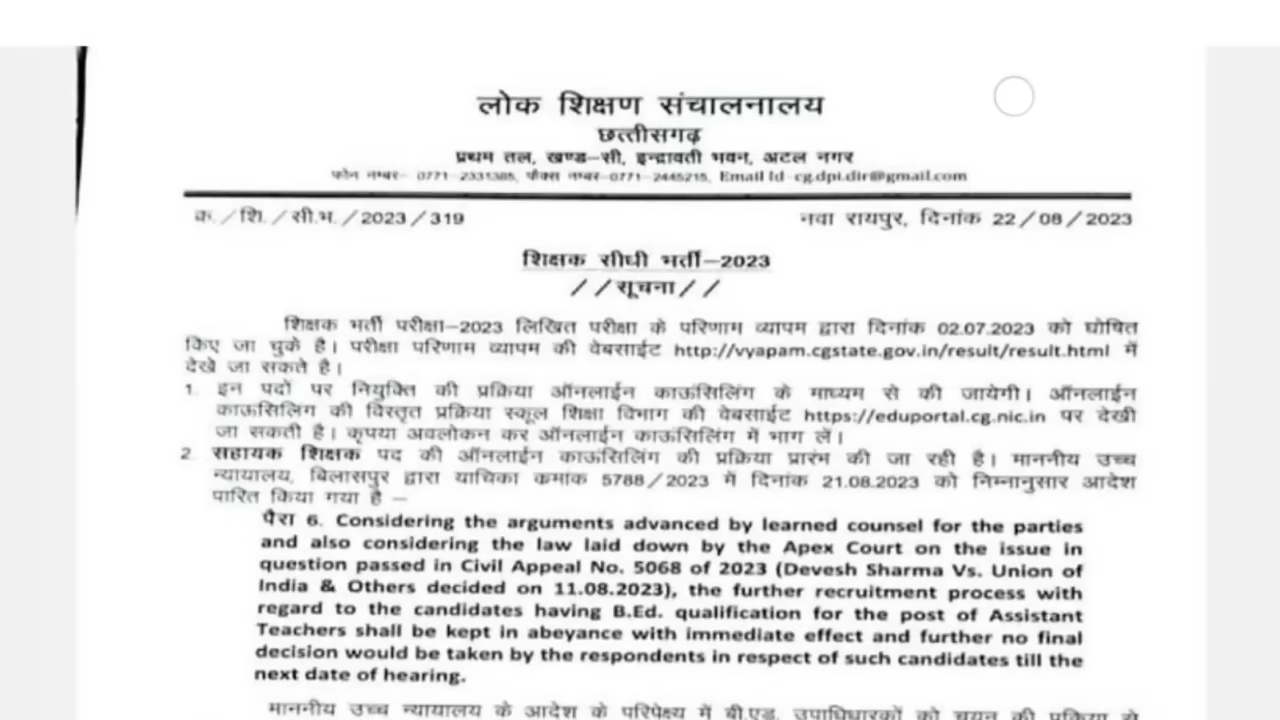 लोक शिक्षण संचालनालय
छत्तीसगढ़
प्रथम तल, खण्ड–सी, इन्द्रावती भवन, अटल नगर
फोन नम्बर– 0771–2331385, फैक्स नम्बर–0771–2445215, Email Id–cg.dpi.dir@gmail.com
क्र. / शि. / सी.भ. / 2023 / 319
नवा रायपुर, दिनांक 22/08/2023
शिक्षक सीधी भर्ती–2023
//सूचना//
शिक्षक भर्ती परीक्षा–2023 लिखित परीक्षा के परिणाम व्यापम द्वारा दिनांक 02.07.2023 को घोषित
किए जा चुके है। परीक्षा परिणाम व्यापम की वेबसाईट http://vyapam.cgstate.gov.in/result/result.html में
देखे जा सकते है।
1. इन पदों पर नियुक्ति की प्रक्रिया ऑनलाईन काऊंसिलिंग के माध्यम से की जायेगी। ऑनलाईन
काऊंसिलिंग की विस्तृत प्रक्रिया स्कूल शिक्षा विभाग की वेबसाईट https://eduportal.cg.nic.in पर देखी
जा सकती है। कृपया अवलोकन कर ऑनलाईन काऊंसिलिंग में भाग लें।
2. सहायक शिक्षक पद की ऑनलाईन काऊंसिलिंग की प्रक्रिया प्रारंभ की जा रही है। माननीय उच्च
न्यायालय, बिलासपुर द्वारा याचिका कमांक 5788/2023 में दिनांक 21.08.2023 को निम्नानुसार आदेश
पारित किया गया है –
पैरा 6. Considering the arguments advanced by learned counsel for the parties
and also considering the law laid down by the Apex Court on the issue in
question passed in Civil Appeal No. 5068 of 2023 (Devesh Sharma Vs. Union of
India & Others decided on 11.08.2023), the further recruitment process with
regard to the candidates having B.Ed. qualification for the post of Assistant
Teachers shall be kept in abeyance with immediate effect and further no final
decision would be taken by the respondents in respect of such candidates till the
next date of hearing.
माननीय उच्च न्यायालय के आदेश के परिपेक्ष्य में बी.एड. उपाधिधारकों को चयन की प्रक्रिया से